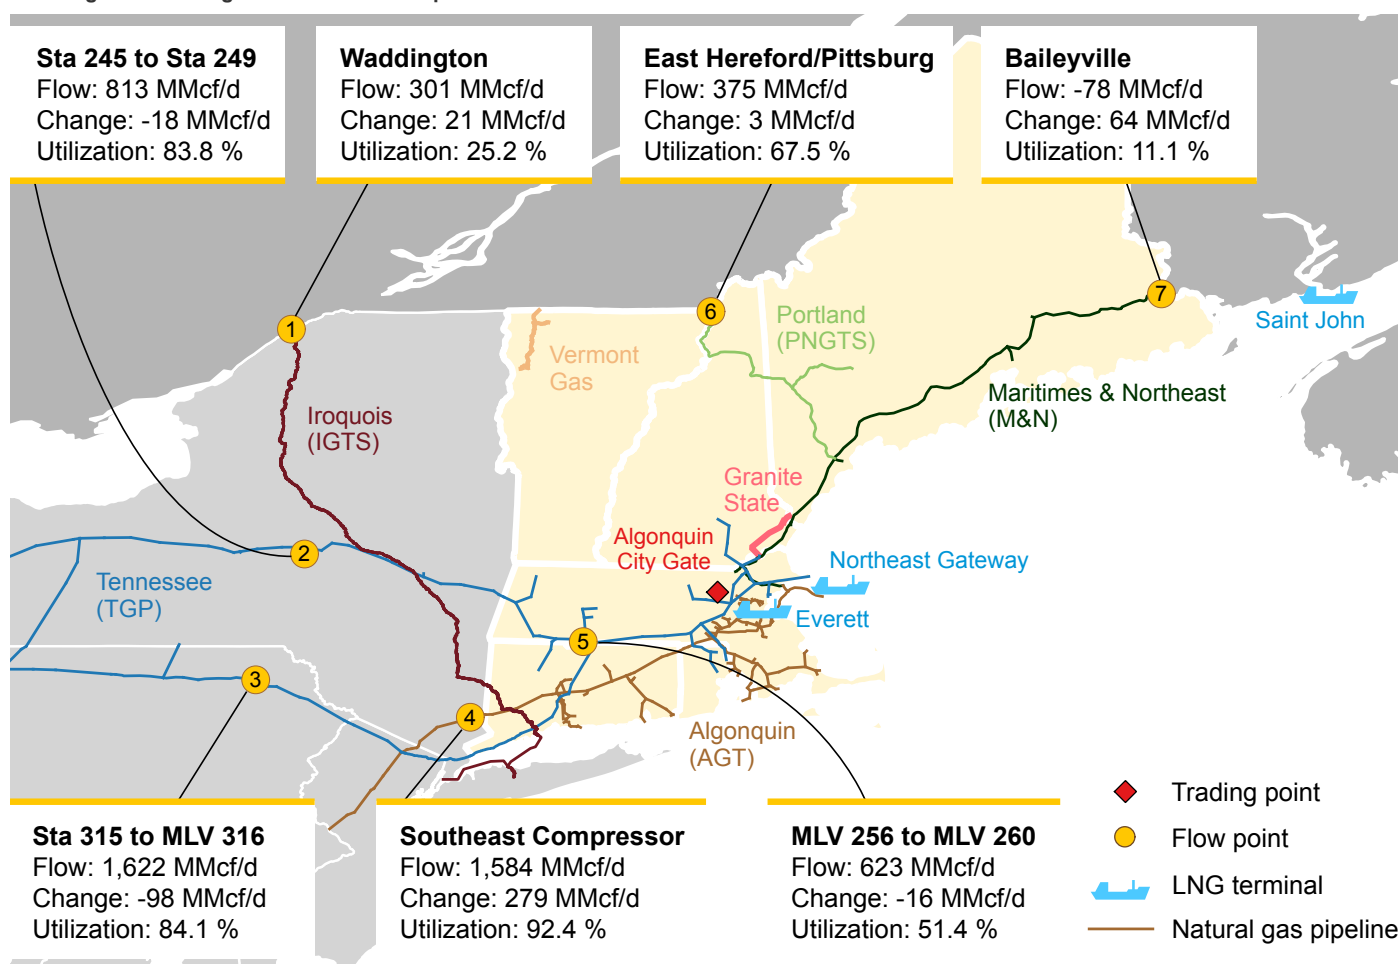 Sta 245 to Sta 249
Flow: 813 MMcf/d
Change: -18 MMcf/d
Utilization: 83.8 %
Waddington
Flow: 301 MMcf/d
Change: 21 MMcf/d
Utilization: 25.2 %
East Hereford/Pittsburg
Flow: 375 MMcf/d
Change: 3 MMcf/d
Utilization: 67.5 %
Baileyville
Flow: -78 MMcf/d
Change: 64 MMcf/d
Utilization: 11.1 %
1
6
7
Saint John
Portland
(PNGTS)
Vermont
Gas
Maritimes & Northeast
(M&N)
Iroquois
(IGTS)
Granite
State
Algonquin
City Gate
2
Northeast Gateway
Tennessee
(TGP)
Everett
5
3
4
Algonquin
(AGT)
Sta 315 to MLV 316
Flow: 1,622 MMcf/d
Change: -98 MMcf/d
Utilization: 84.1 %
Southeast Compressor
Flow: 1,584 MMcf/d
Change: 279 MMcf/d
Utilization: 92.4 %
MLV 256 to MLV 260
Flow: 623 MMcf/d
Change: -16 MMcf/d
Utilization: 51.4 %
Trading point
Flow point
LNG terminal
Natural gas pipeline